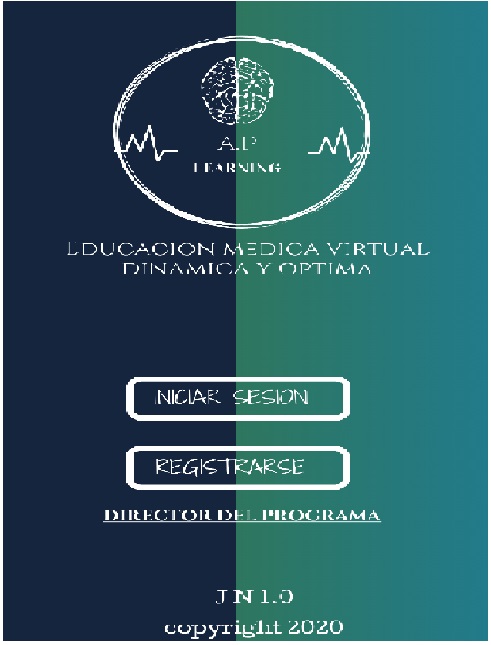 A.P
LEARNING
EDUCACION MEDICA VIRTUAL
DINAMICA Y OPTIMA
INICIAR SESION
REGISTRARSE
DIRECTOR DEL PROGRAMA
J N 1.0
copyright 2020